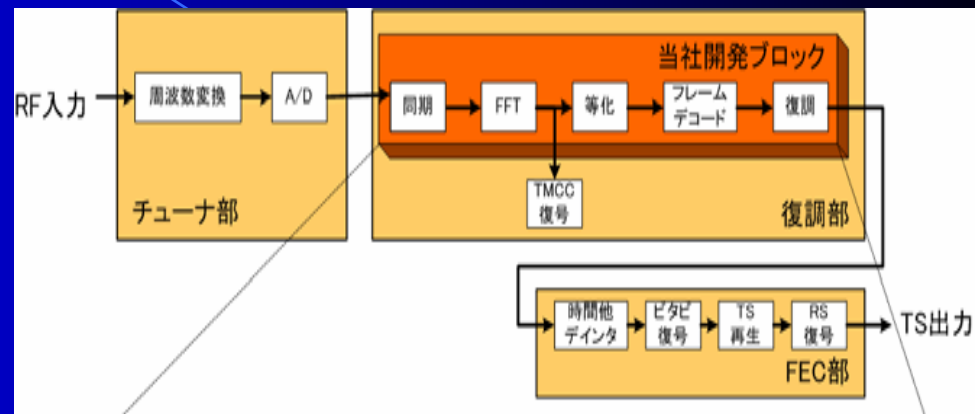 当社開発ブロック
RF入力
周波数変換
A/D
同期
FFT
等化
フレーム
デコード
復調
TMCC
復号
チューナ部
復調部
時間他
デインタ
ビタビ
復号
TS
再生
RS
復号
TS出力
FEC部